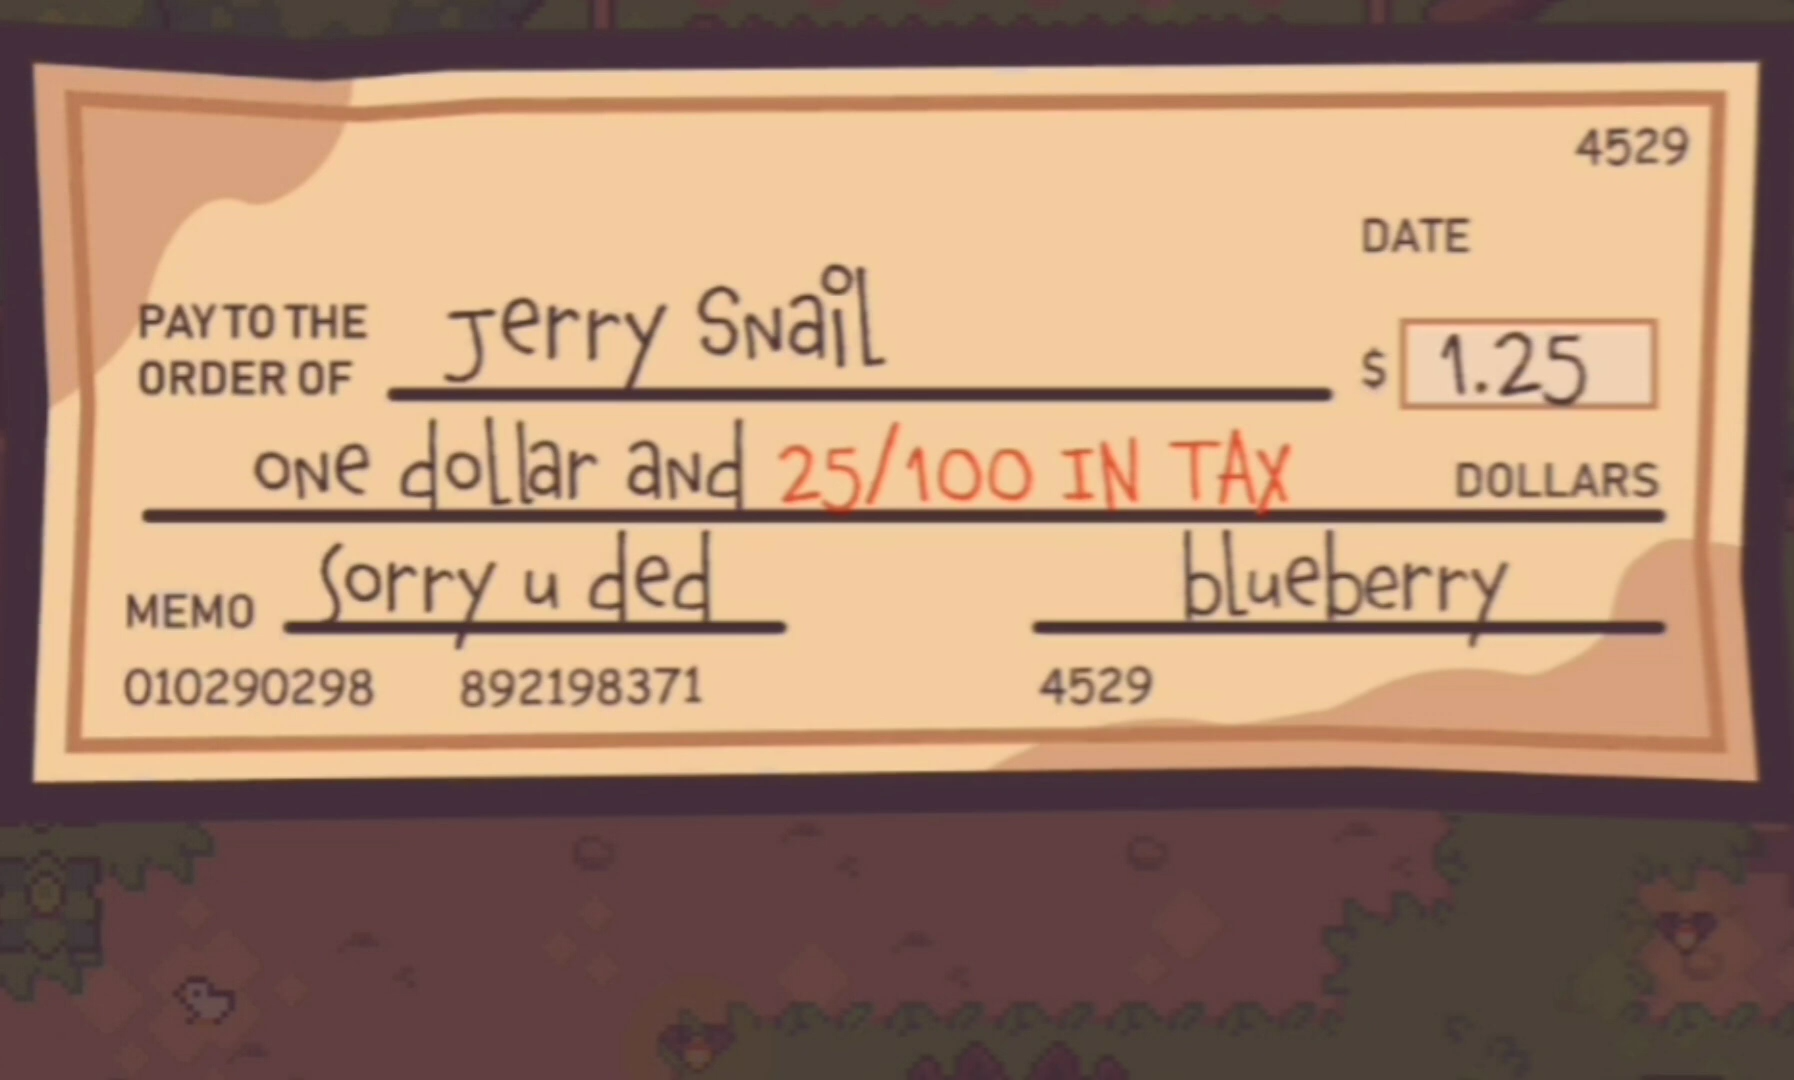 4529
DATE
PAY TO THE
ORDER OF Jerry Snail $ 1.25
one dollar and 25/100 IN TAX DOLLARS
MEMO Sorry u ded blueberry
010290298 892198371 4529